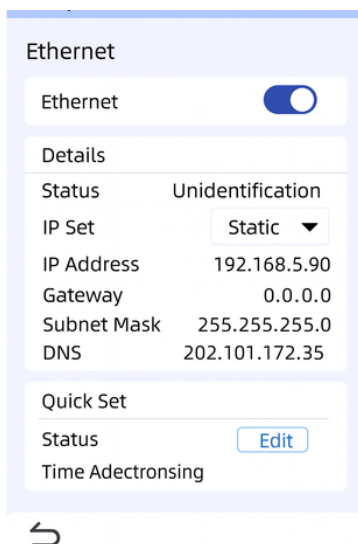 Ethernet
Ethernet
Details
Status Unidentification
IP Set Static
IP Address 192.168.5.90
Gateway 0.0.0.0
Subnet Mask 255.255.255.0
DNS 202.101.172.35
Quick Set
Status Edit
Time Adectronsing